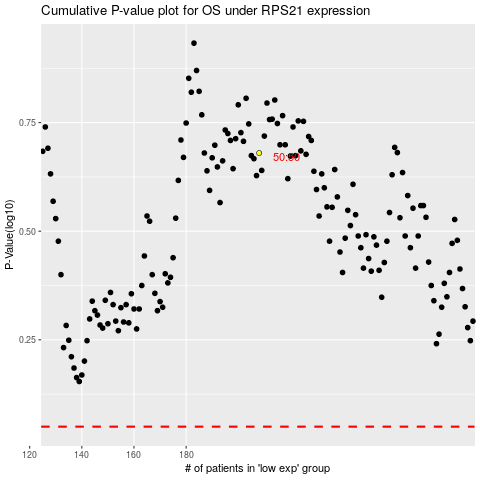 Cumulative P-value plot for OS under RPS21 expression
P-Value(log10)
0.75
0.50
0.25
50:50
120 140 160 180
# of patients in 'low exp' group